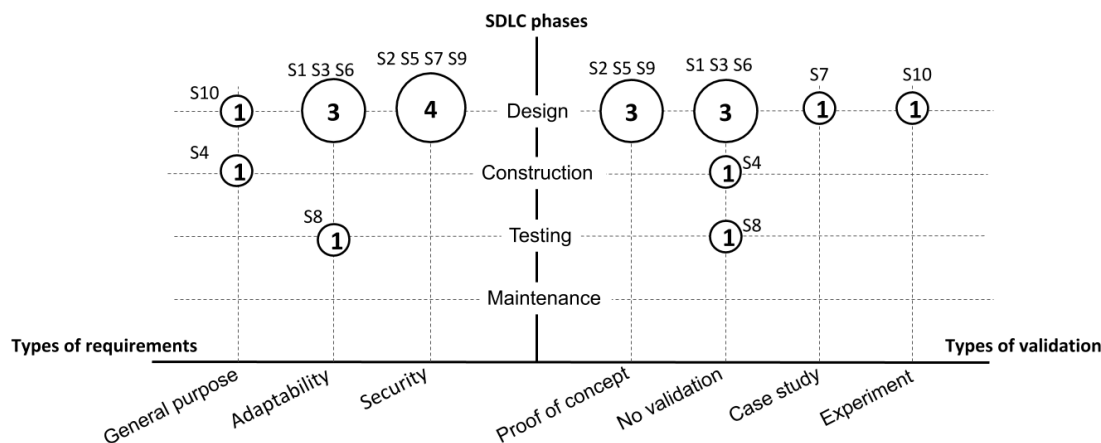 SDLC phases
S10
S1 S3 S6
S2 S5 S7 S9
S2 S5 S9
S1 S3 S6
S7
S10
1
3
4
Design
3
3
1
1
S4
1
Construction
1
S4
S8
1
Testing
1
S8
Maintenance
Types of requirements
Types of validation
General purpose
Adaptability
Security
Proof of concept
No validation
Case study
Experiment